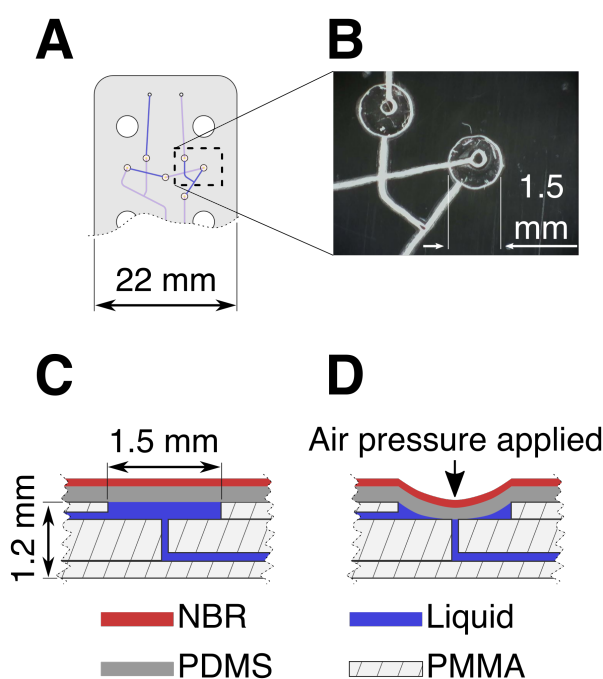 A
B
22 mm
1.5
mm
C
D
1.5 mm
Air pressure applied
1.2 mm
NBR
Liquid
PDMS
PMMA